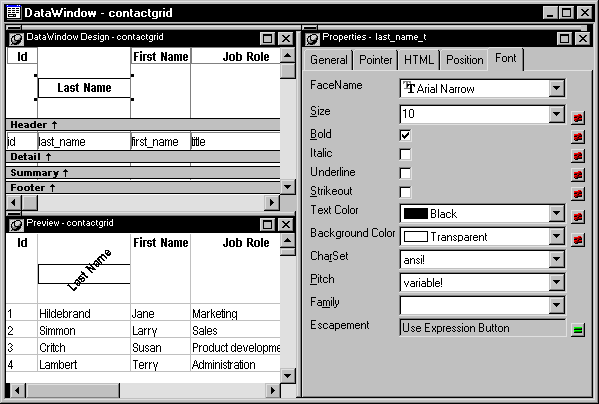 DataWindow - contactgrid
DataWindow Design - contactgrid
Id
First Name
Job Role
Last Name
Header ↑
id last_name first_name title
Detail ↑
Summary ↑
Footer ↑
Preview - contactgrid
Id
Last Name
First Name
Job Role
1 Hildebrand Jane Marketing
2 Simmon Larry Sales
3 Critch Susan Product developme
4 Lambert Terry Administration
Properties - last_name_t
General Pointer HTML Position Font
FaceName Arial Narrow
Size 10
Bold
Italic
Underline
Strikeout
Text Color Black
Background Color Transparent
CharSet ansi!
Pitch variable!
Family
Escapement Use Expression Button